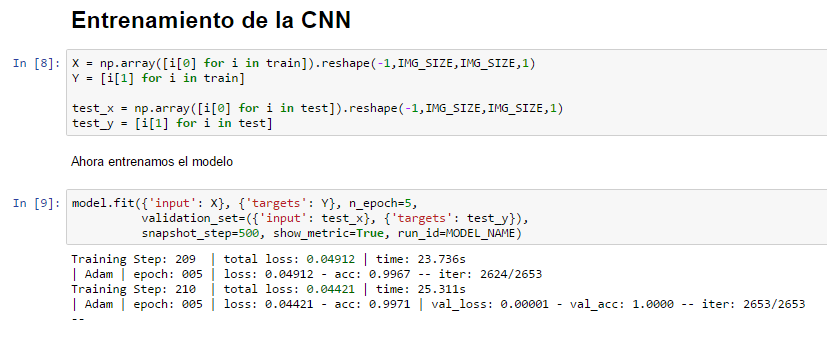 Entrenamiento de la CNN
In [8]: X = np.array([i[0] for i in train]).reshape(-1,IMG_SIZE,IMG_SIZE,1)
Y = [i[1] for i in train]
test_x = np.array([i[0] for i in test]).reshape(-1,IMG_SIZE,IMG_SIZE,1)
test_y = [i[1] for i in test]
Ahora entrenamos el modelo
In [9]: model.fit({'input': X}, {'targets': Y}, n_epoch=5,
validation_set=({'input': test_x}, {'targets': test_y}),
snapshot_step=500, show_metric=True, run_id=MODEL_NAME)
Training Step: 209  | total loss: 0.04912 | time: 23.736s
| Adam | epoch: 005 | loss: 0.04912 - acc: 0.9967 -- iter: 2624/2653
Training Step: 210  | total loss: 0.04421 | time: 25.311s
| Adam | epoch: 005 | loss: 0.04421 - acc: 0.9971 | val_loss: 0.00001 - val_acc: 1.0000 -- iter: 2653/2653
--